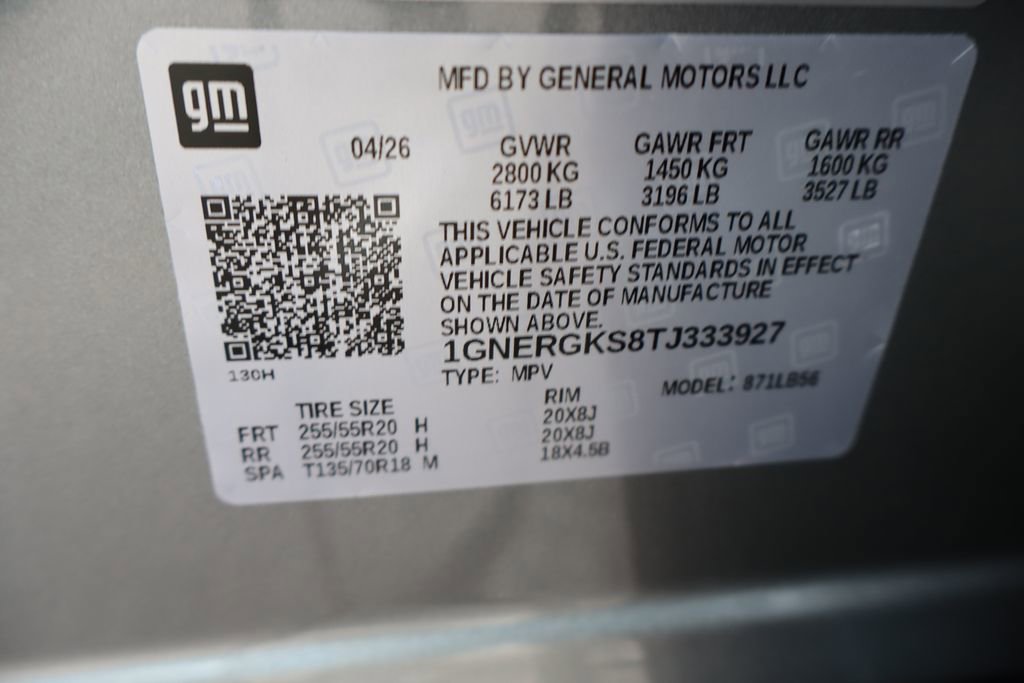 gm
MFD BY GENERAL MOTORS LLC
04/26 GVWR GAWR FRT GAWR RR
2800 KG 1450 KG 1600 KG
6173 LB 3196 LB 3527 LB
THIS VEHICLE CONFORMS TO ALL
APPLICABLE U.S. FEDERAL MOTOR
VEHICLE SAFETY STANDARDS IN EFFECT
ON THE DATE OF MANUFACTURE
SHOWN ABOVE.
1GNERGKS8TJ333927
130H
TYPE: MPV MODEL: 871LB56
TIRE SIZE RIM
FRT 255/55R20 H 20X8J
RR 255/55R20 H 20X8J
SPA T135/70R18 M 18X4.5B